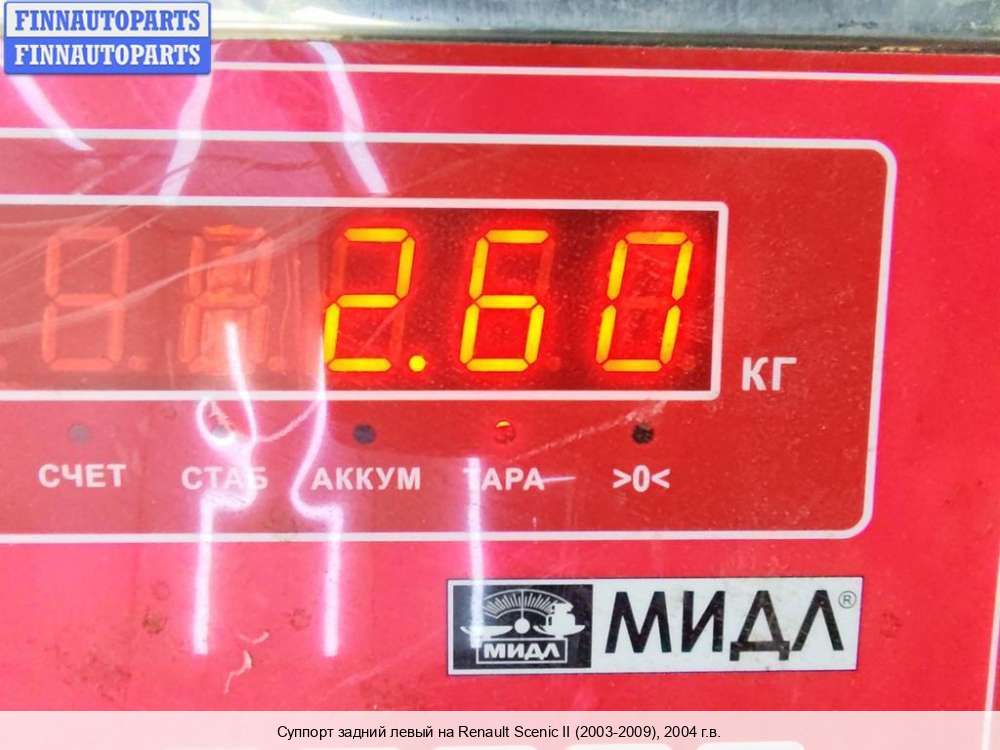 FINNAUTOPARTS
FINNAUTOPARTS
2.60
КГ
СЧЕТ СТАБ АККУМ ТАРА >0<
МИДЛ МИДЛ®
Суппорт задний левый на Renault Scenic II (2003-2009), 2004 г.в.